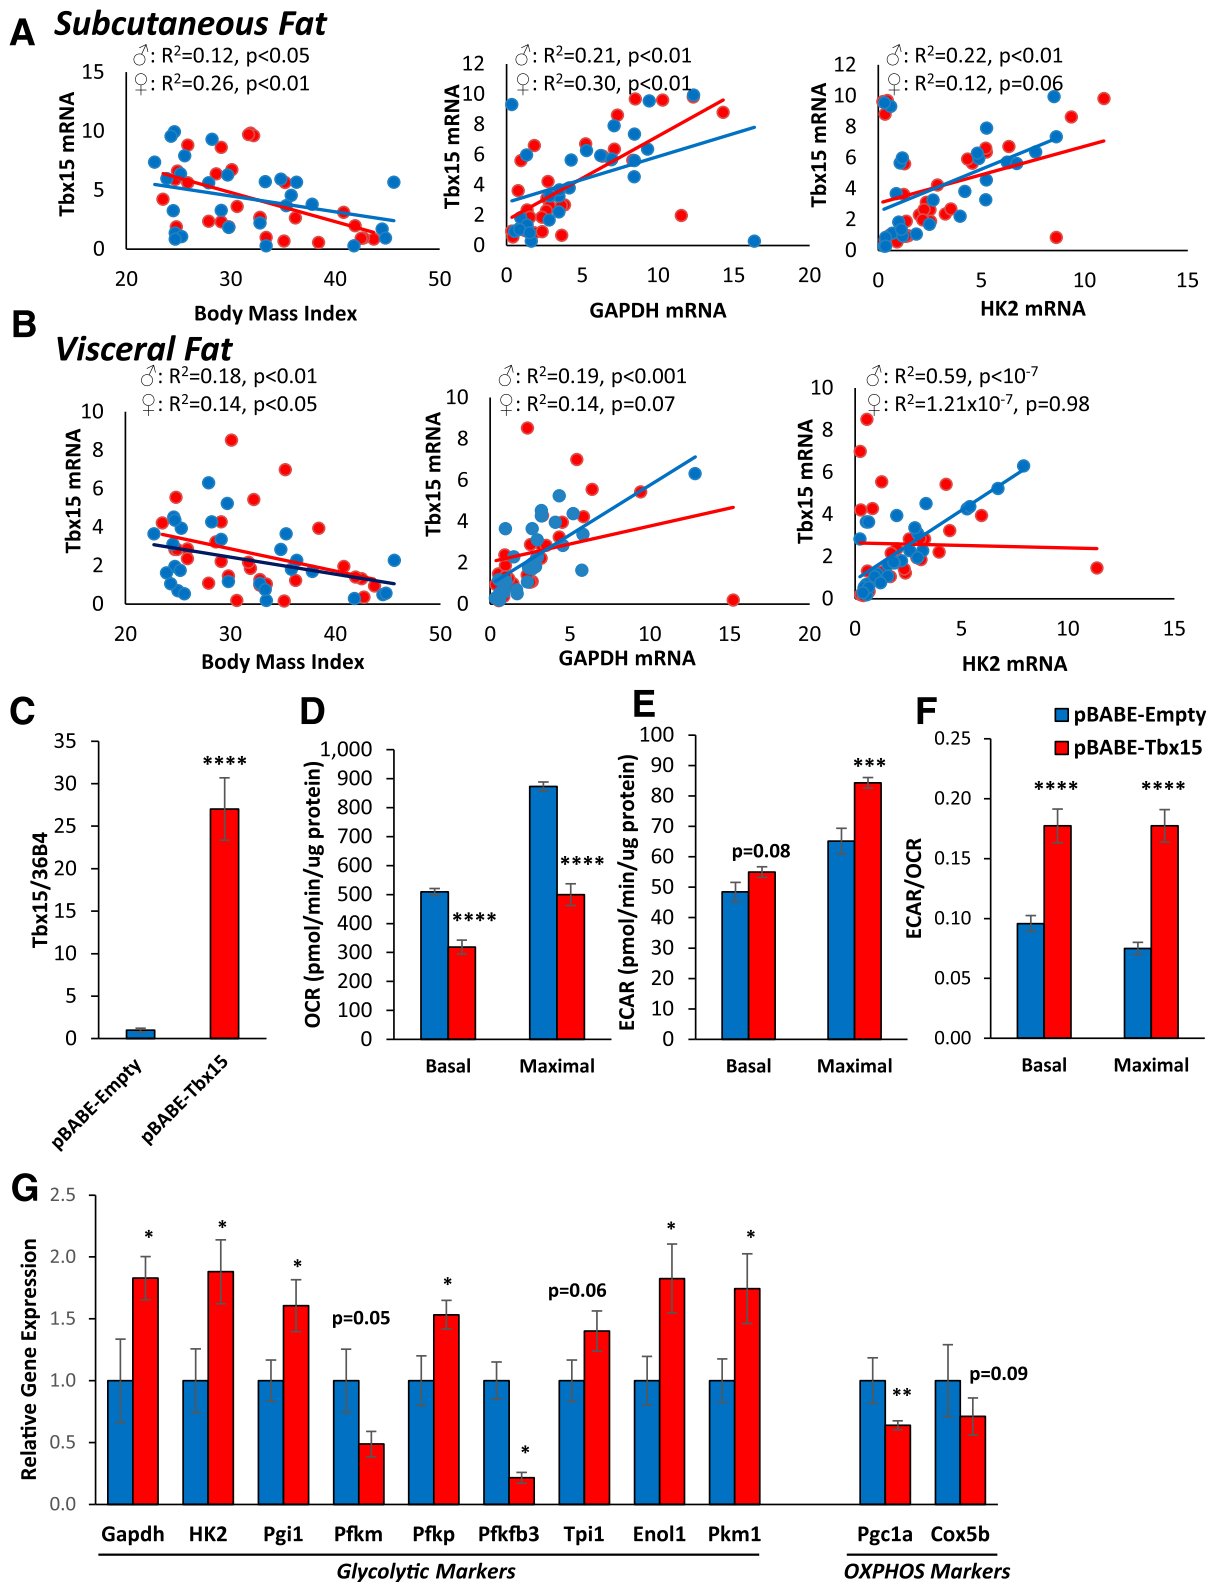 A Subcutaneous Fat
♂: R²=0.12, p<0.05
♀: R²=0.26, p<0.01
Tbx15 mRNA
15
10
5
0
20 30 40 50
Body Mass Index
♂: R²=0.21, p<0.01
♀: R²=0.30, p<0.01
Tbx15 mRNA
12
10
8
6
4
2
0
0 5 10 15 20
GAPDH mRNA
♂: R²=0.22, p<0.01
♀: R²=0.12, p=0.06
Tbx15 mRNA
12
10
8
6
4
2
0
0 5 10 15
HK2 mRNA
B Visceral Fat
♂: R²=0.18, p<0.01
♀: R²=0.14, p<0.05
Tbx15 mRNA
10
8
6
4
2
0
20 30 40 50
Body Mass Index
♂: R²=0.19, p<0.001
♀: R²=0.14, p=0.07
Tbx15 mRNA
10
8
6
4
2
0
0 5 10 15 20
GAPDH mRNA
♂: R²=0.59, p<10⁻⁷
♀: R²=1.21x10⁻⁷, p=0.98
Tbx15 mRNA
10
8
6
4
2
0
0 5 10 15
HK2 mRNA
C
Tbx15/36B4
35
30
25
20
15
10
5
0
****
pBABE-Empty
pBABE-Tbx15
D
OCR (pmol/min/ug protein)
1,000
900
800
700
600
500
400
300
200
100
0
****
****
Basal Maximal
E
ECAR (pmol/min/ug protein)
100
90
80
70
60
50
40
30
20
10
0
p=0.08
***
Basal Maximal
F
pBABE-Empty
pBABE-Tbx15
ECAR/OCR
0.25
0.20
0.15
0.10
0.05
0.00
**** ****
Basal Maximal
G
Relative Gene Expression
2.5
2.0
1.5
1.0
0.5
0.0
*
*
*
p=0.05
*
*
p=0.06
*
*
**
p=0.09
Gapdh HK2 Pgi1 Pfkm Pfkp Pfkfb3 Tpi1 Enol1 Pkm1 Pgc1a Cox5b
Glycolytic Markers OXPHOS Markers